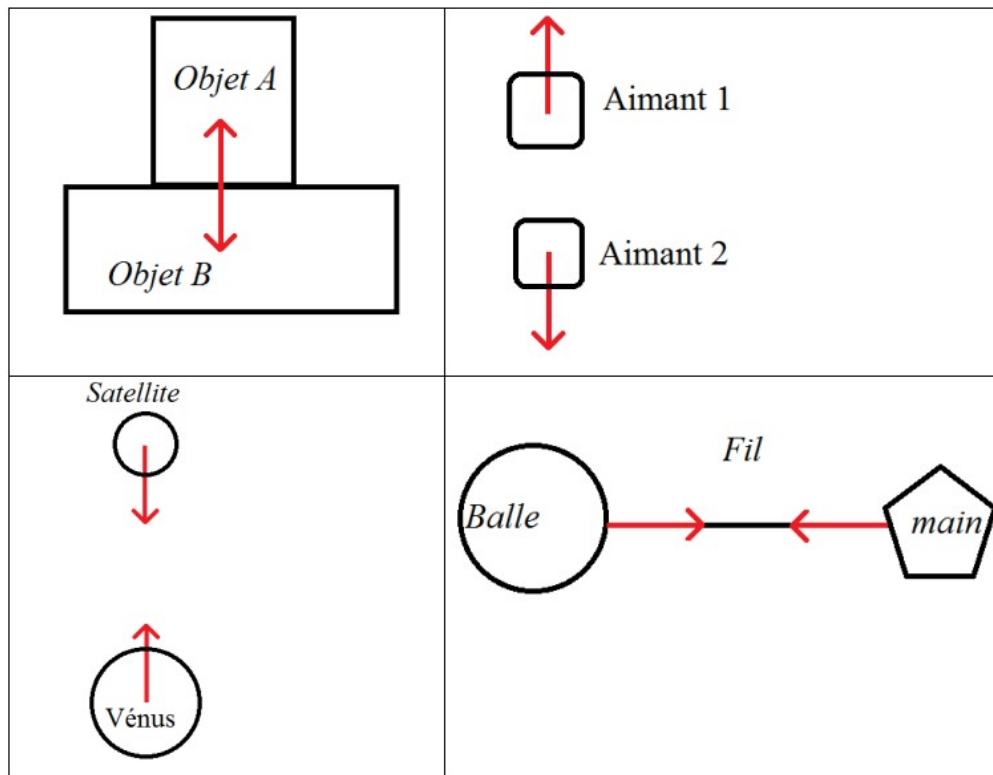 Objet A
Objet B
Aimant 1
Aimant 2
Satellite
Vénus
Fil
Balle
main